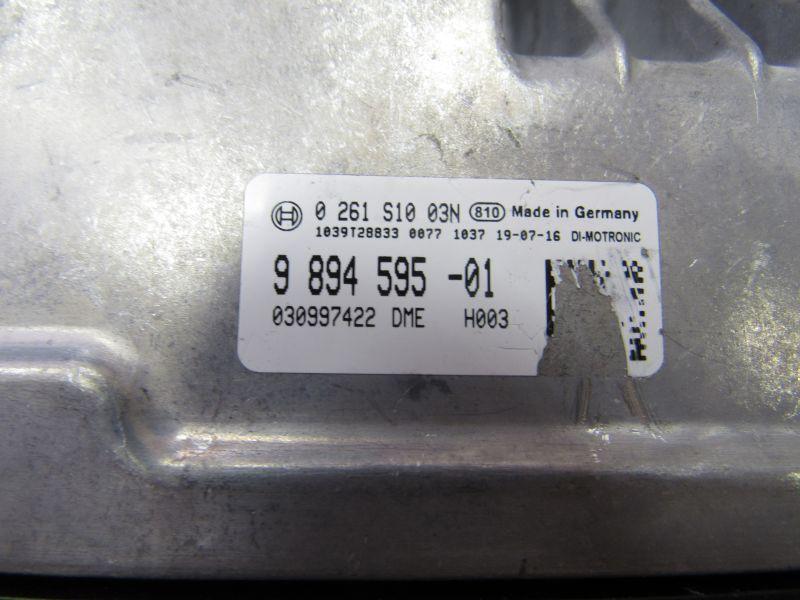 0 261 S10 03N 810 Made in Germany
1039T28833 0077 1037 19-07-16 DI-MOTRONIC
9 894 595 -01
030997422 DME H003